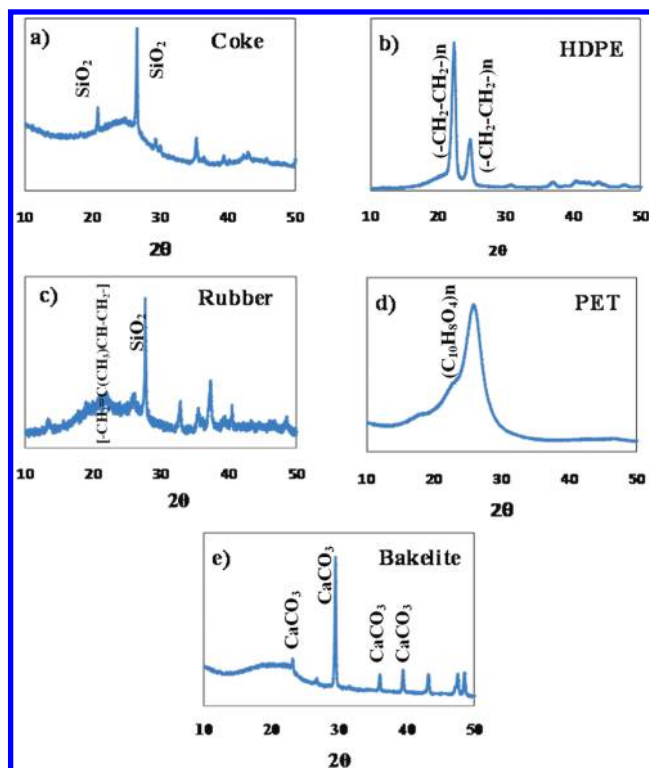 a)
Coke
SiO₂
SiO₂
10 20 30 40 50
2θ
b)
HDPE
(-CH₂-CH₂-)n
(-CH₂-CH₂-)n
10 20 30 40 50
2θ
c)
Rubber
[-CH₂=C(CH₃)CH-CH₂-]
SiO₂
10 20 30 40 50
2θ
d)
PET
(C₁₀H₈O₄)n
10 20 30 40 50
2θ
e)
Bakelite
CaCO₃
CaCO₃
CaCO₃
CaCO₃
10 20 30 40 50
2θ